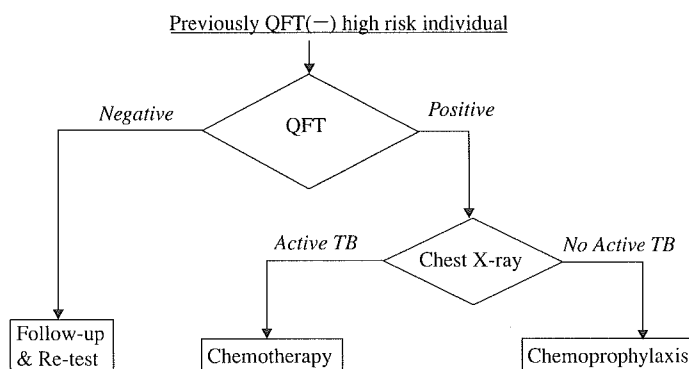 Previously QFT(−) high risk individual
Negative
QFT
Positive
Active TB
Chest X-ray
No Active TB
Follow-up
& Re-test
Chemotherapy
Chemoprophylaxis